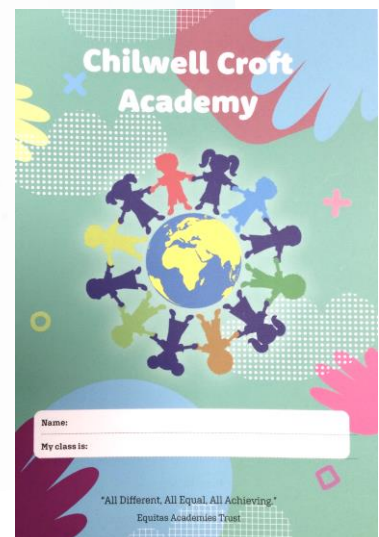 Chilwell Croft
Academy
Name:
My class is:
"All Different, All Equal, All Achieving."
Equitas Academies Trust